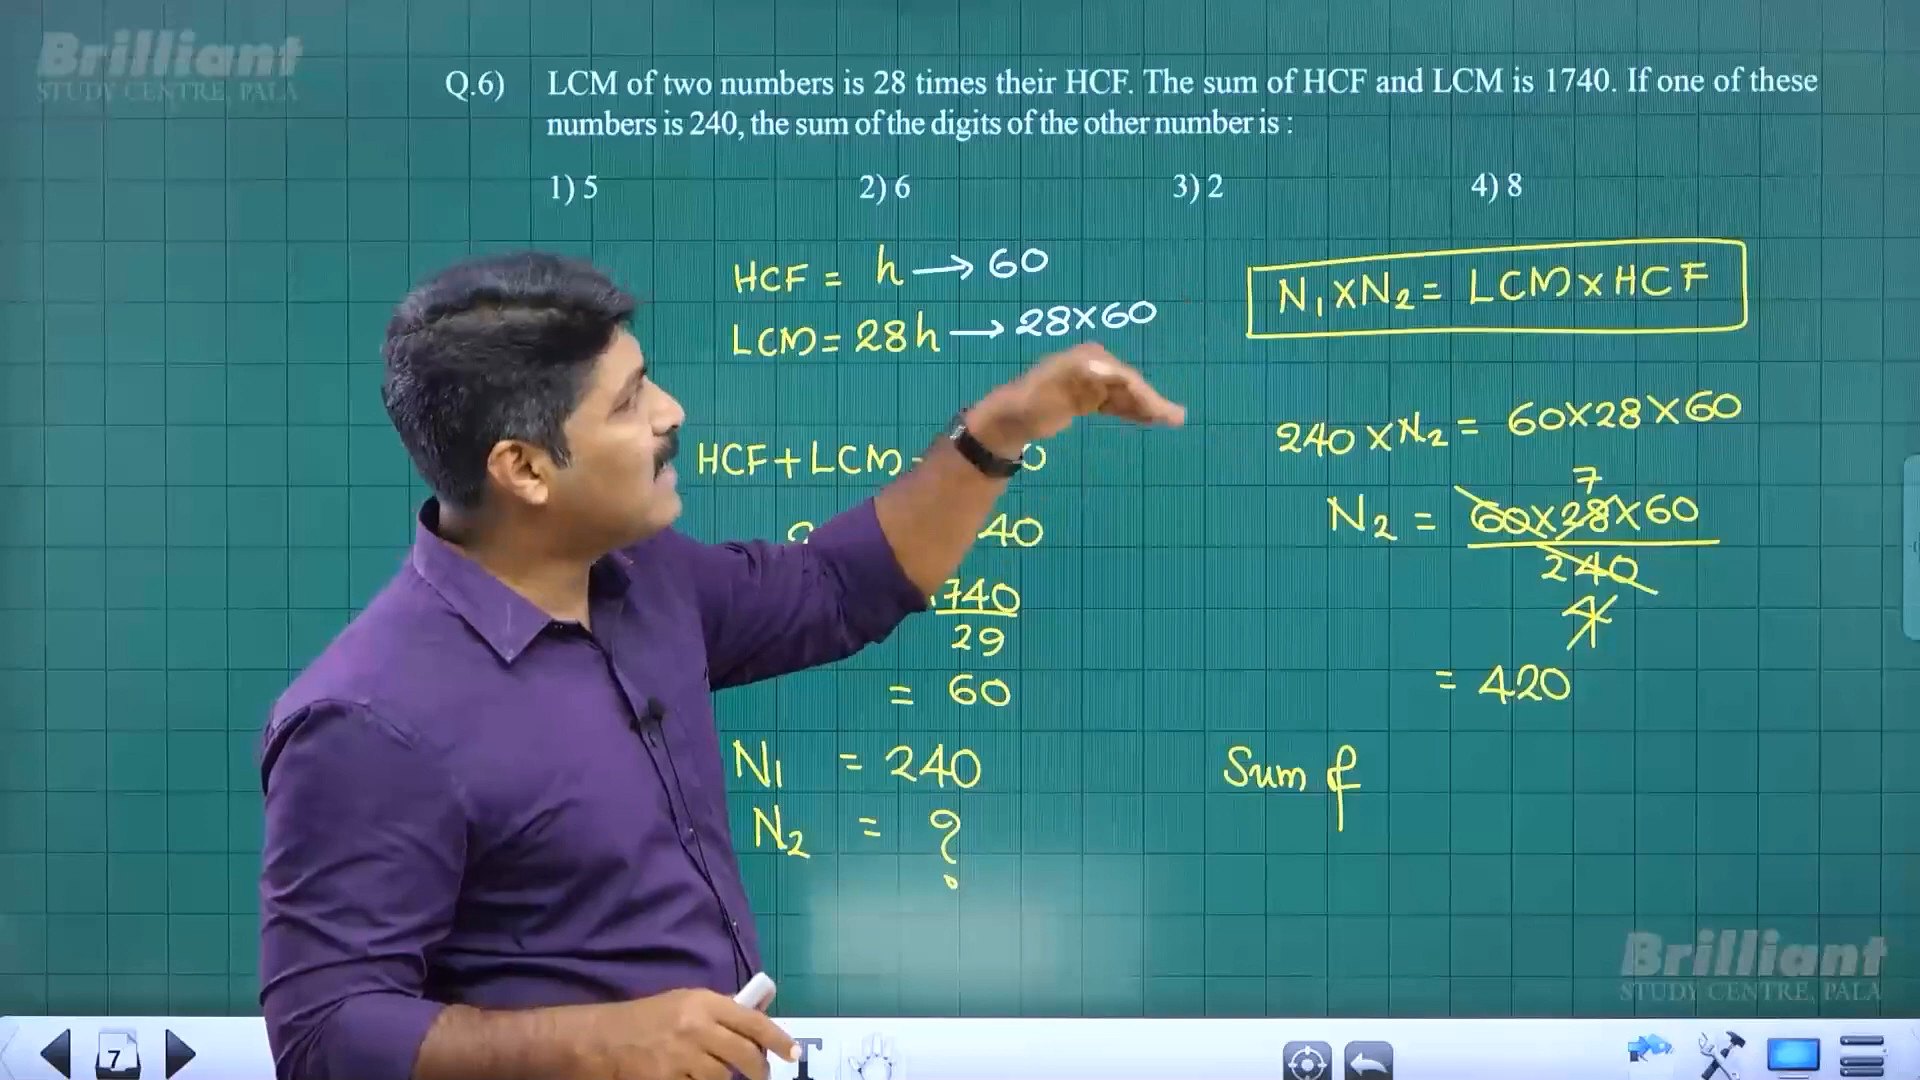 Brilliant
STUDY CENTRE, PALA
Q.6) LCM of two numbers is 28 times their HCF. The sum of HCF and LCM is 1740. If one of these
numbers is 240, the sum of the digits of the other number is :
1) 5 2) 6 3) 2 4) 8
HCF = h → 60
LCM = 28h → 28×60
HCF + LCM =
40
1740
29
= 60
N1 = 240
N2 = ?
N1 × N2 = LCM × HCF
240 × N2 = 60×28×60
7
N2 = 60×28×60
240
4
= 420
Sum of
Brilliant
STUDY CENTRE, PALA
7
T